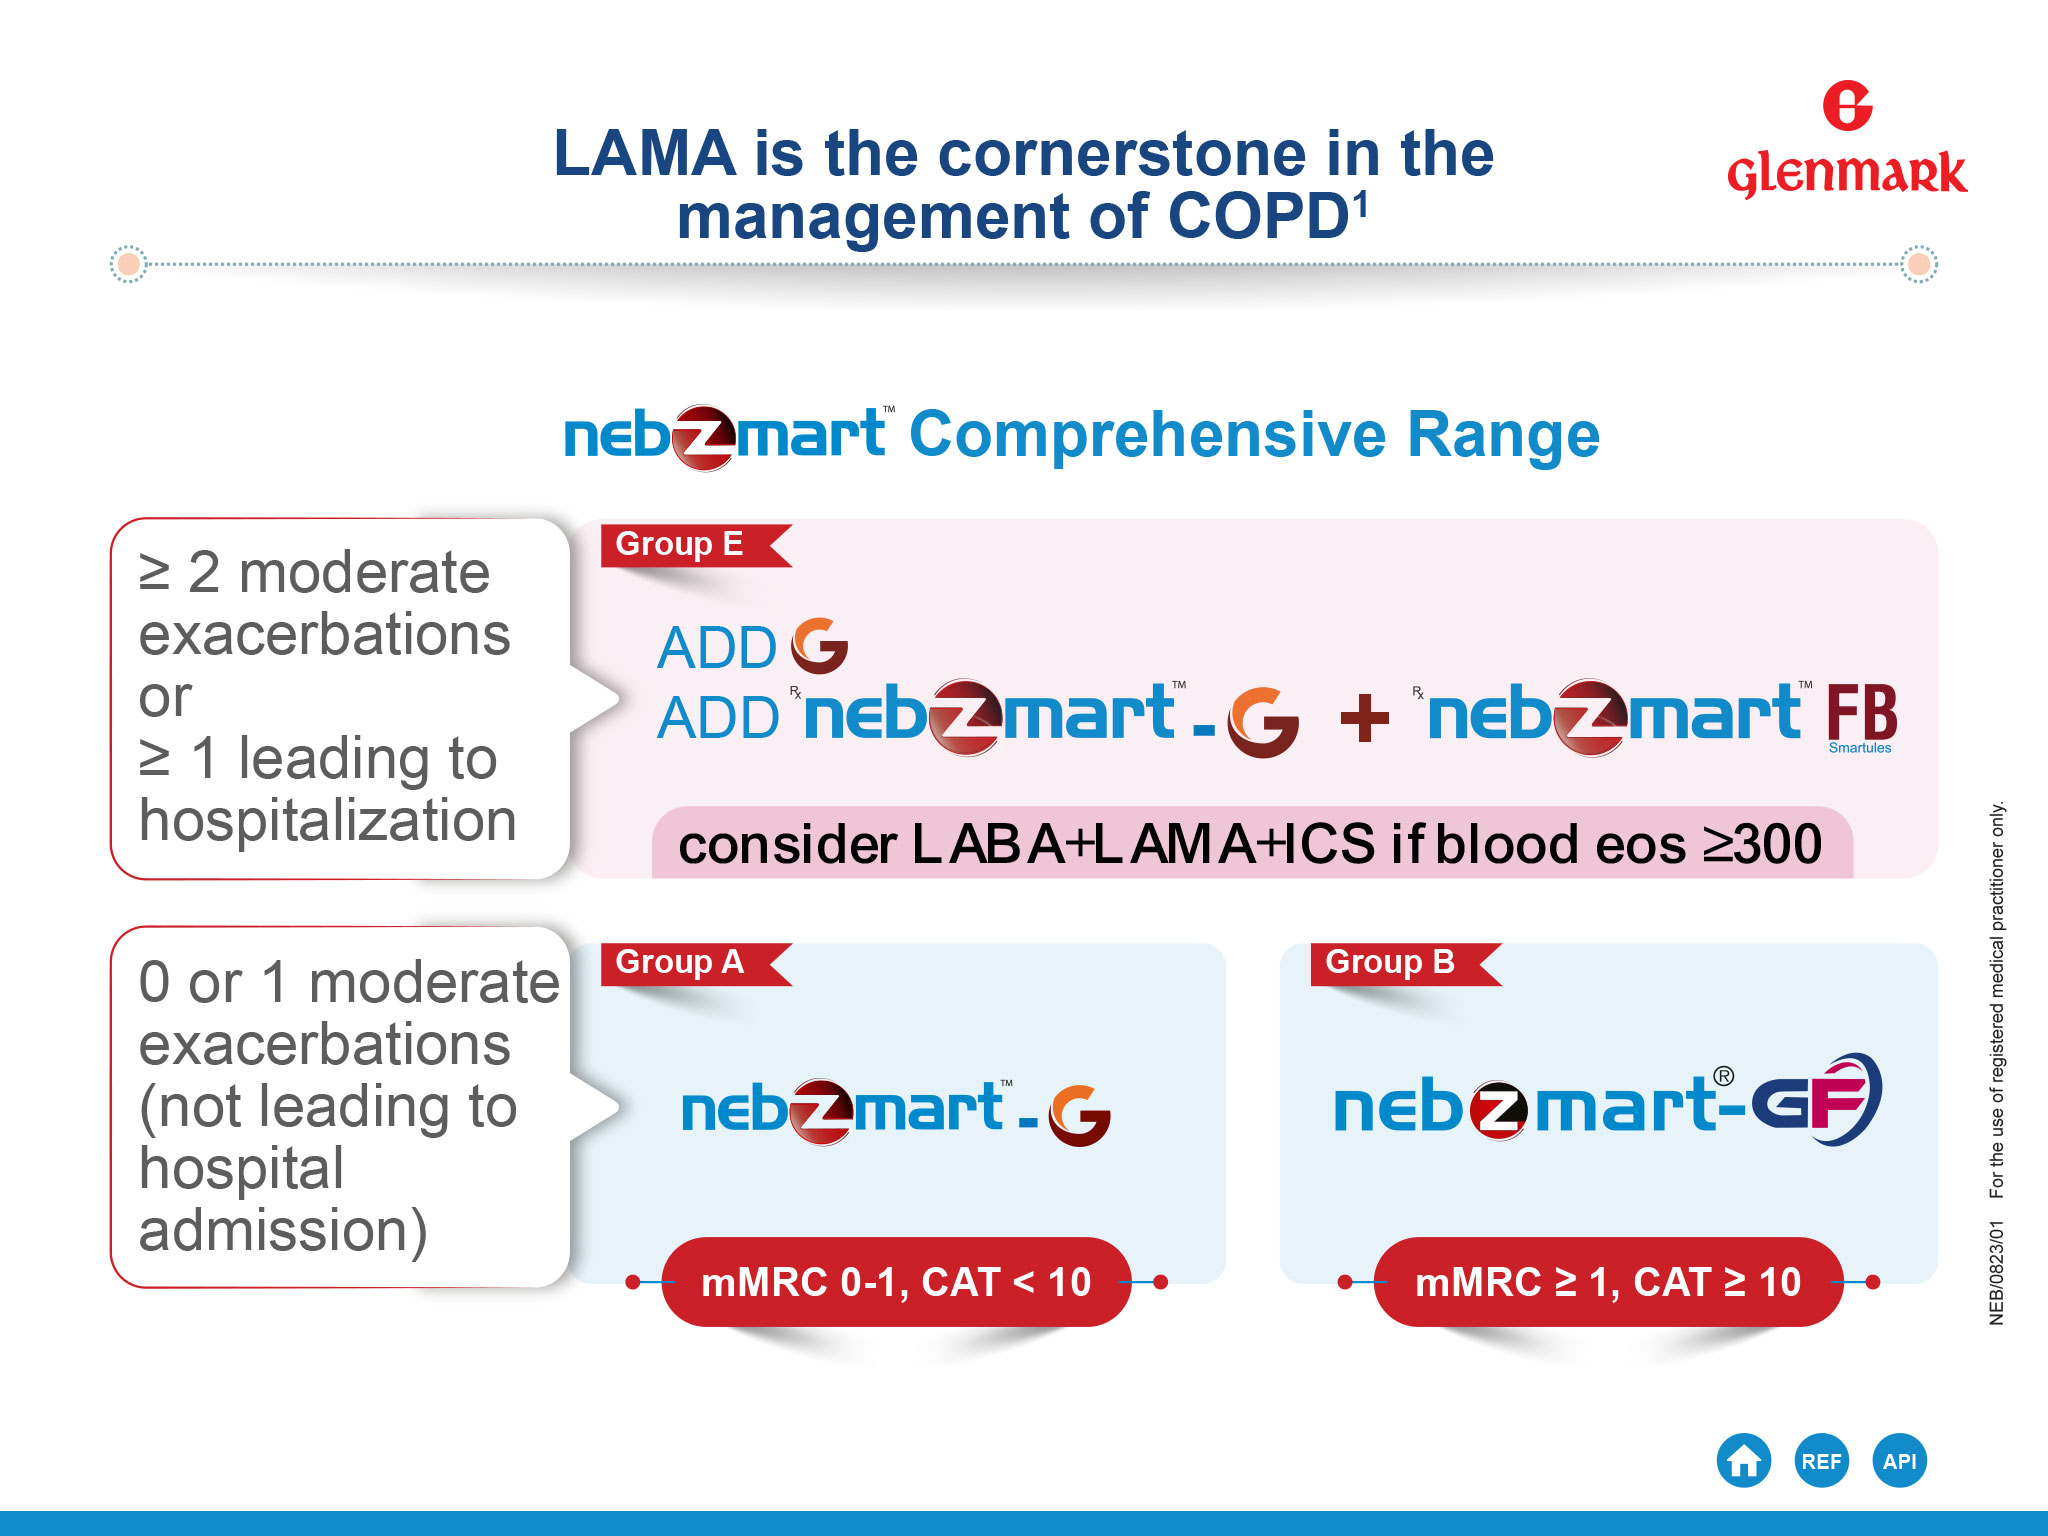 LAMA is the cornerstone in the
management of COPD¹
GLENMARK
nebzmart™ Comprehensive Range
≥ 2 moderate
exacerbations
or
≥ 1 leading to
hospitalization
Group E
ADD G
ADD Rx nebzmart™-G + Rx nebzmart™ FB
Smartules
consider LABA+LAMA+ICS if blood eos ≥300
0 or 1 moderate
exacerbations
(not leading to
hospital
admission)
Group A
nebzmart™-G
mMRC 0-1, CAT < 10
Group B
nebzmart®-GF
mMRC ≥ 1, CAT ≥ 10
NEB/0823/01 For the use of registered medical practitioner only.
REF
API